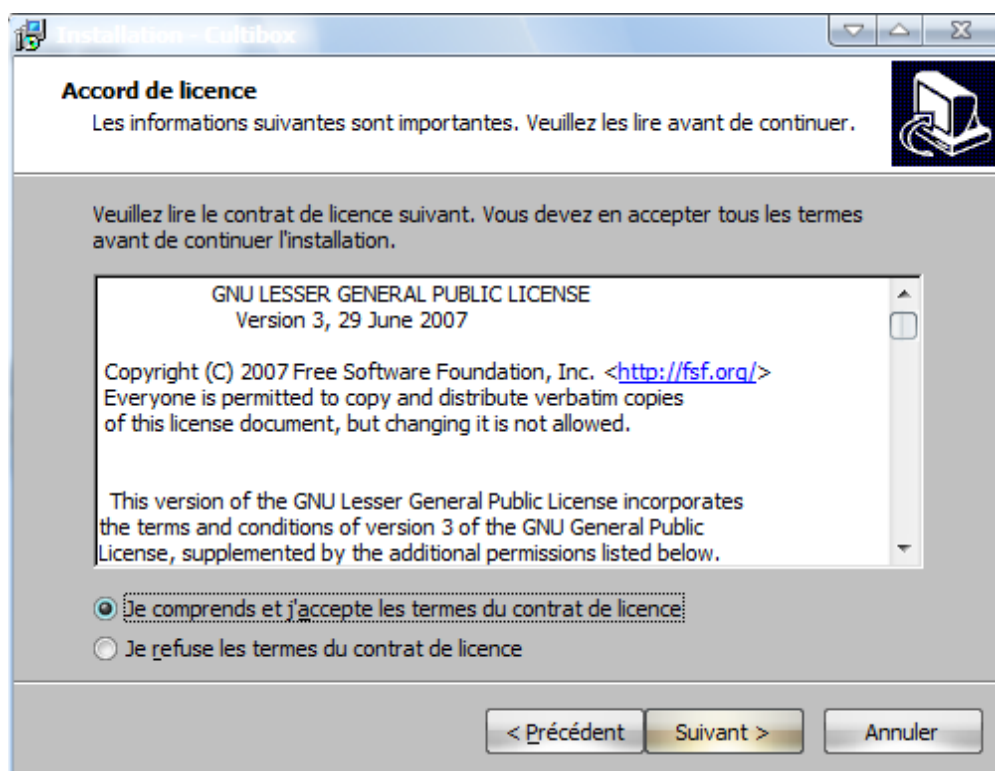 Installation - Cultibox
Accord de licence
Les informations suivantes sont importantes. Veuillez les lire avant de continuer.
Veuillez lire le contrat de licence suivant. Vous devez en accepter tous les termes
avant de continuer l'installation.
GNU LESSER GENERAL PUBLIC LICENSE
Version 3, 29 June 2007
Copyright (C) 2007 Free Software Foundation, Inc. <http://fsf.org/>
Everyone is permitted to copy and distribute verbatim copies
of this license document, but changing it is not allowed.
This version of the GNU Lesser General Public License incorporates
the terms and conditions of version 3 of the GNU General Public
License, supplemented by the additional permissions listed below.
Je comprends et j'accepte les termes du contrat de licence
Je refuse les termes du contrat de licence
< Précédent
Suivant >
Annuler